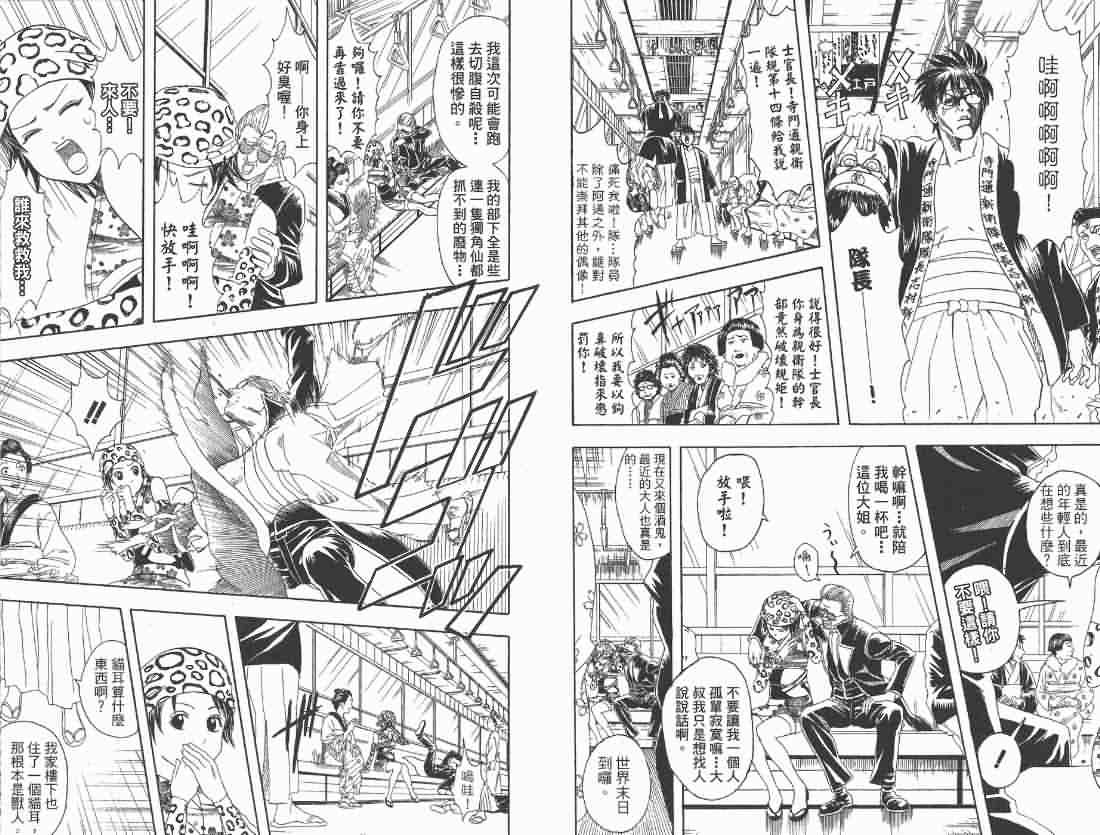 哇啊啊啊啊！
江戶
メキ
メキ
寺門通親衛隊隊長志村新
隊長——！
士官長！寺門通親衛
隊規第十四條給我說
一遍！
痛死我啦！隊…隊員
除了阿通之外，絕對
不能崇拜其他的偶像！
說得很好！士官長
你身為親衛隊的幹
部竟然破壞規矩！
所以我要以鉤
鼻破壞指來懲
罰你！
ギャアアア
真是的，最近
的年輕人到底
在想些什麼？
喂！請你
不要這樣！
！
幹嘛啊…就陪
我喝一杯吧…
這位大姐。
嗝！
喂！
放手啦！
不要讓我一個人
孤單寂寞嘛…大
叔我只是想找人
說說話啊。
現在又來個酒鬼，
最近的大人也真是
的……
世界末日
到囉。
我這次可能會跑
去切腹自殺呢…
這樣很慘的。
我的部下全是些
連一隻獨角仙都
抓不到的廢物…
夠囉！請你不要
再靠過來了！
啊——你身上
好臭喔！
哇啊啊啊！
快放手！
不要！
來人…
誰來救救我…
!!
嗚哇！
貓耳算什麼
東西啊？
我家樓下也
住了一個貓耳，
那根本是獸人。